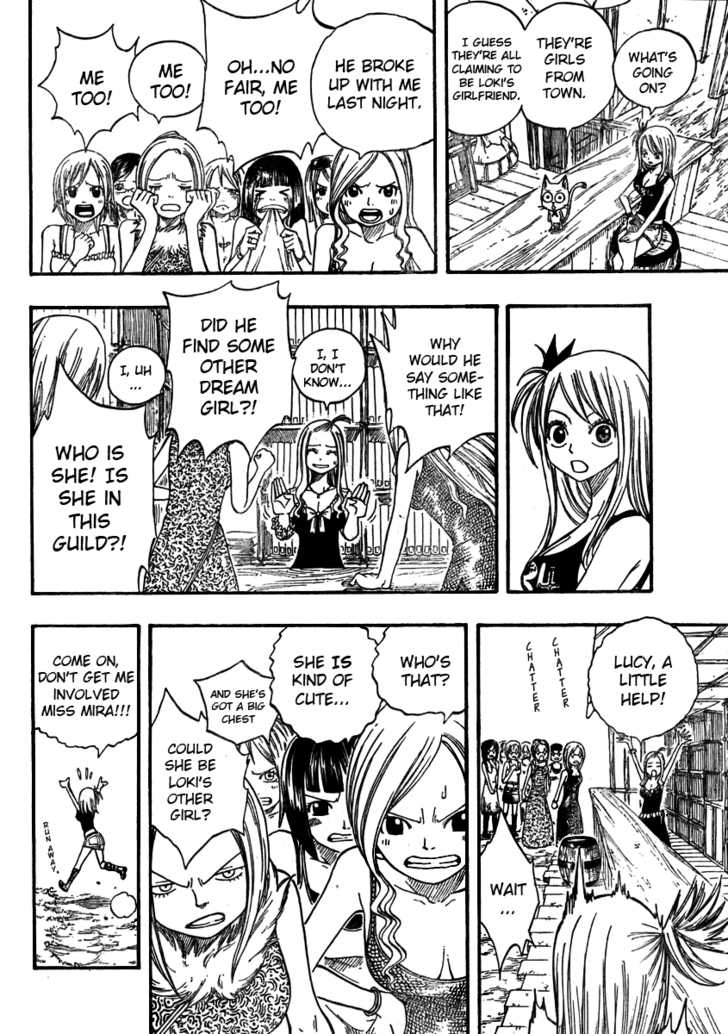 WHAT'S
GOING
ON?
THEY'RE
GIRLS
FROM
TOWN.
I GUESS
THEY'RE ALL
CLAIMING TO
BE LOKI'S
GIRLFRIEND.
HE BROKE
UP WITH ME
LAST NIGHT.
OH...NO
FAIR, ME
TOO!
ME
TOO!
ME
TOO!
WHY
WOULD HE
SAY SOME-
THING LIKE
THAT!
I, I
DON'T
KNOW...
DID HE
FIND SOME
OTHER
DREAM
GIRL?!
I, UH
...
WHO IS
SHE! IS
SHE IN
THIS
GUILD?!
LUCY, A
LITTLE
HELP!
CHATTER
CHATTER
WAIT
...
WHO'S
THAT?
SHE IS
KIND OF
CUTE...
AND SHE'S
GOT A BIG
CHEST
COULD
SHE BE
LOKI'S
OTHER
GIRL?
COME ON,
DON'T GET ME
INVOLVED
MISS MIRA!!!
RUN AWAY.